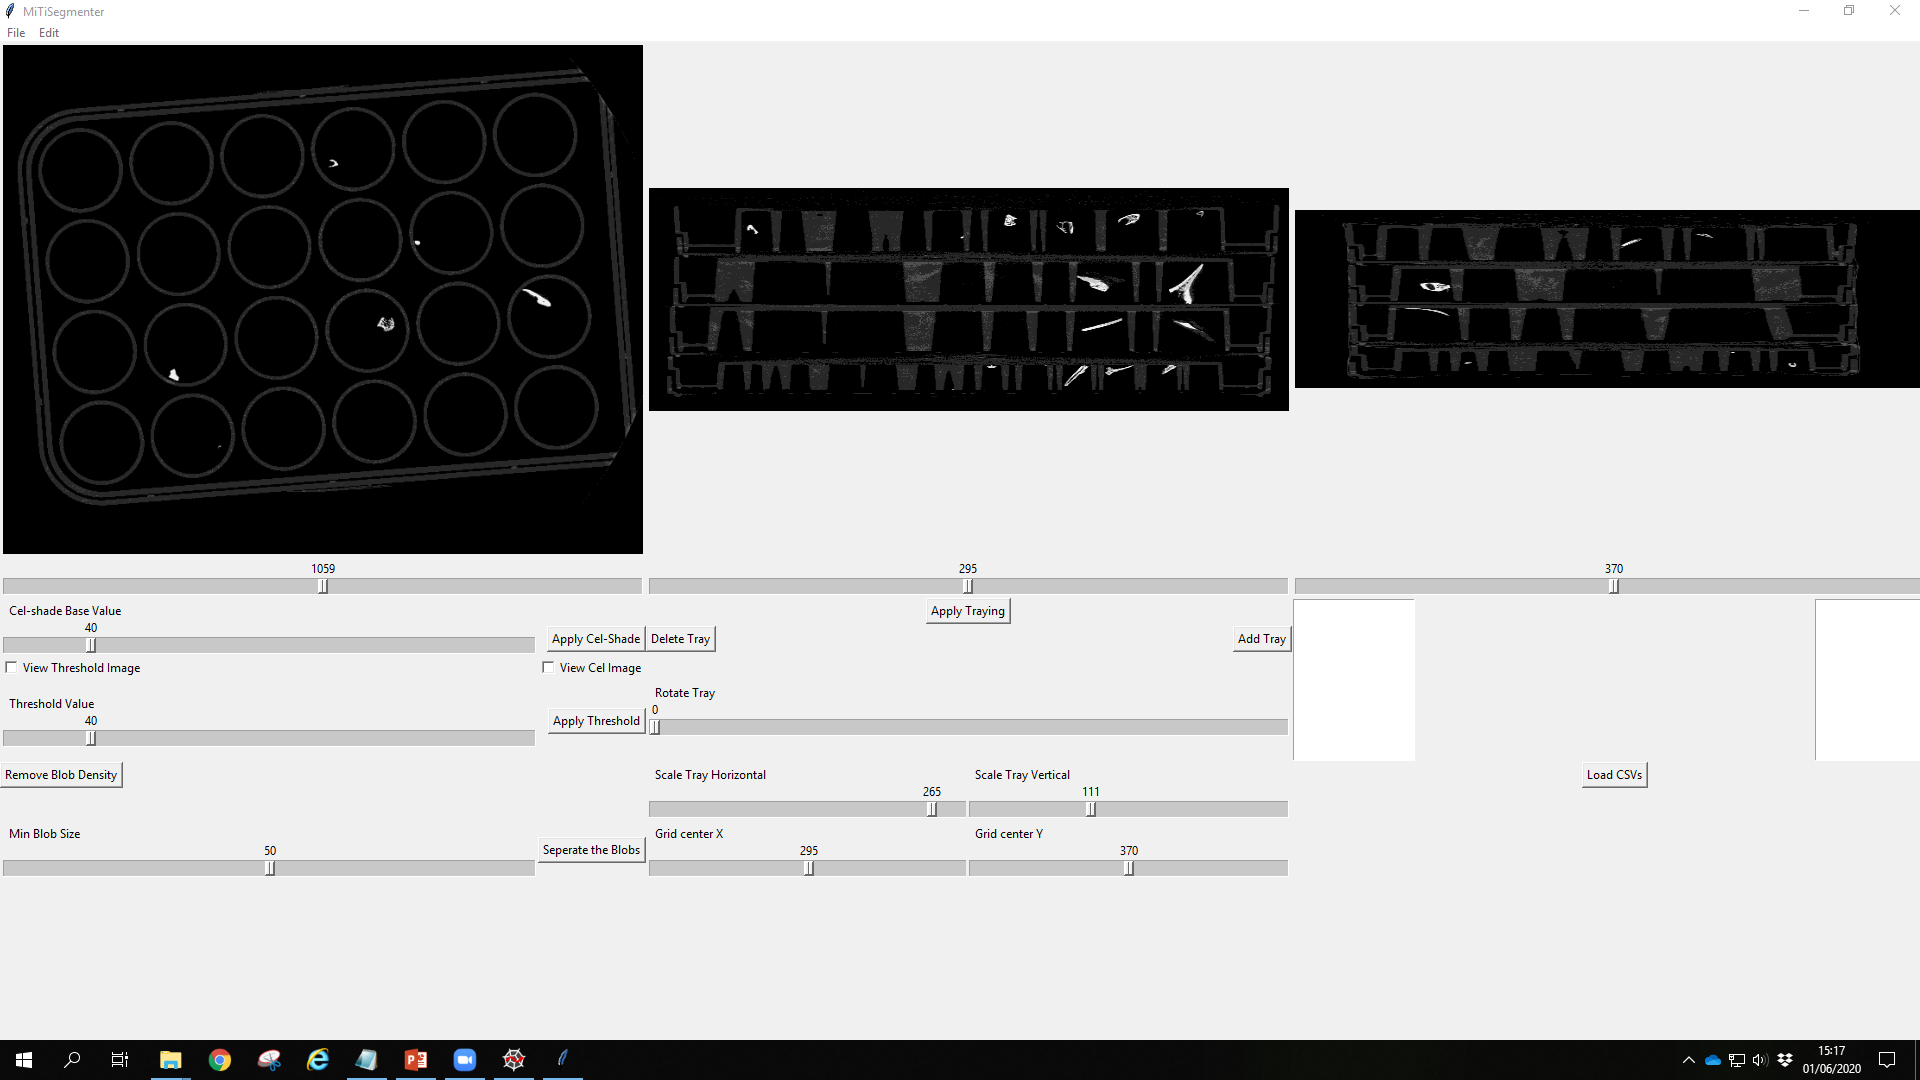 MiTiSegmenter
File Edit
1059 295 370
Cel-shade Base Value
40
Apply Traying
Apply Cel-Shade Delete Tray Add Tray
View Threshold Image View Cel Image
Rotate Tray
0
Threshold Value
40
Apply Threshold
Remove Blob Density Scale Tray Horizontal Scale Tray Vertical Load CSVs
265 111
Min Blob Size Grid center X Grid center Y
50 Seperate the Blobs 295 370
15:17
01/06/2020